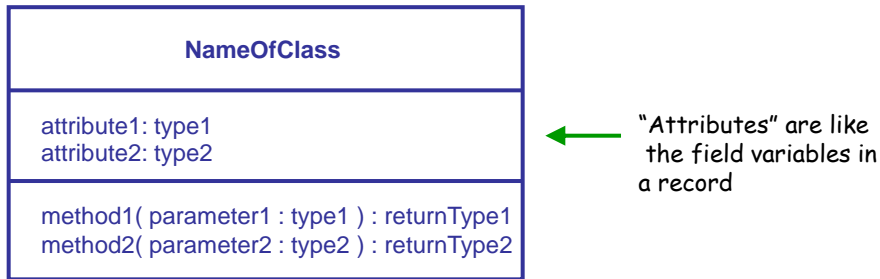 NameOfClass
attribute1: type1
attribute2: type2
"Attributes" are like
the field variables in
a record
method1( parameter1 : type1 ) : returnType1
method2( parameter2 : type2 ) : returnType2